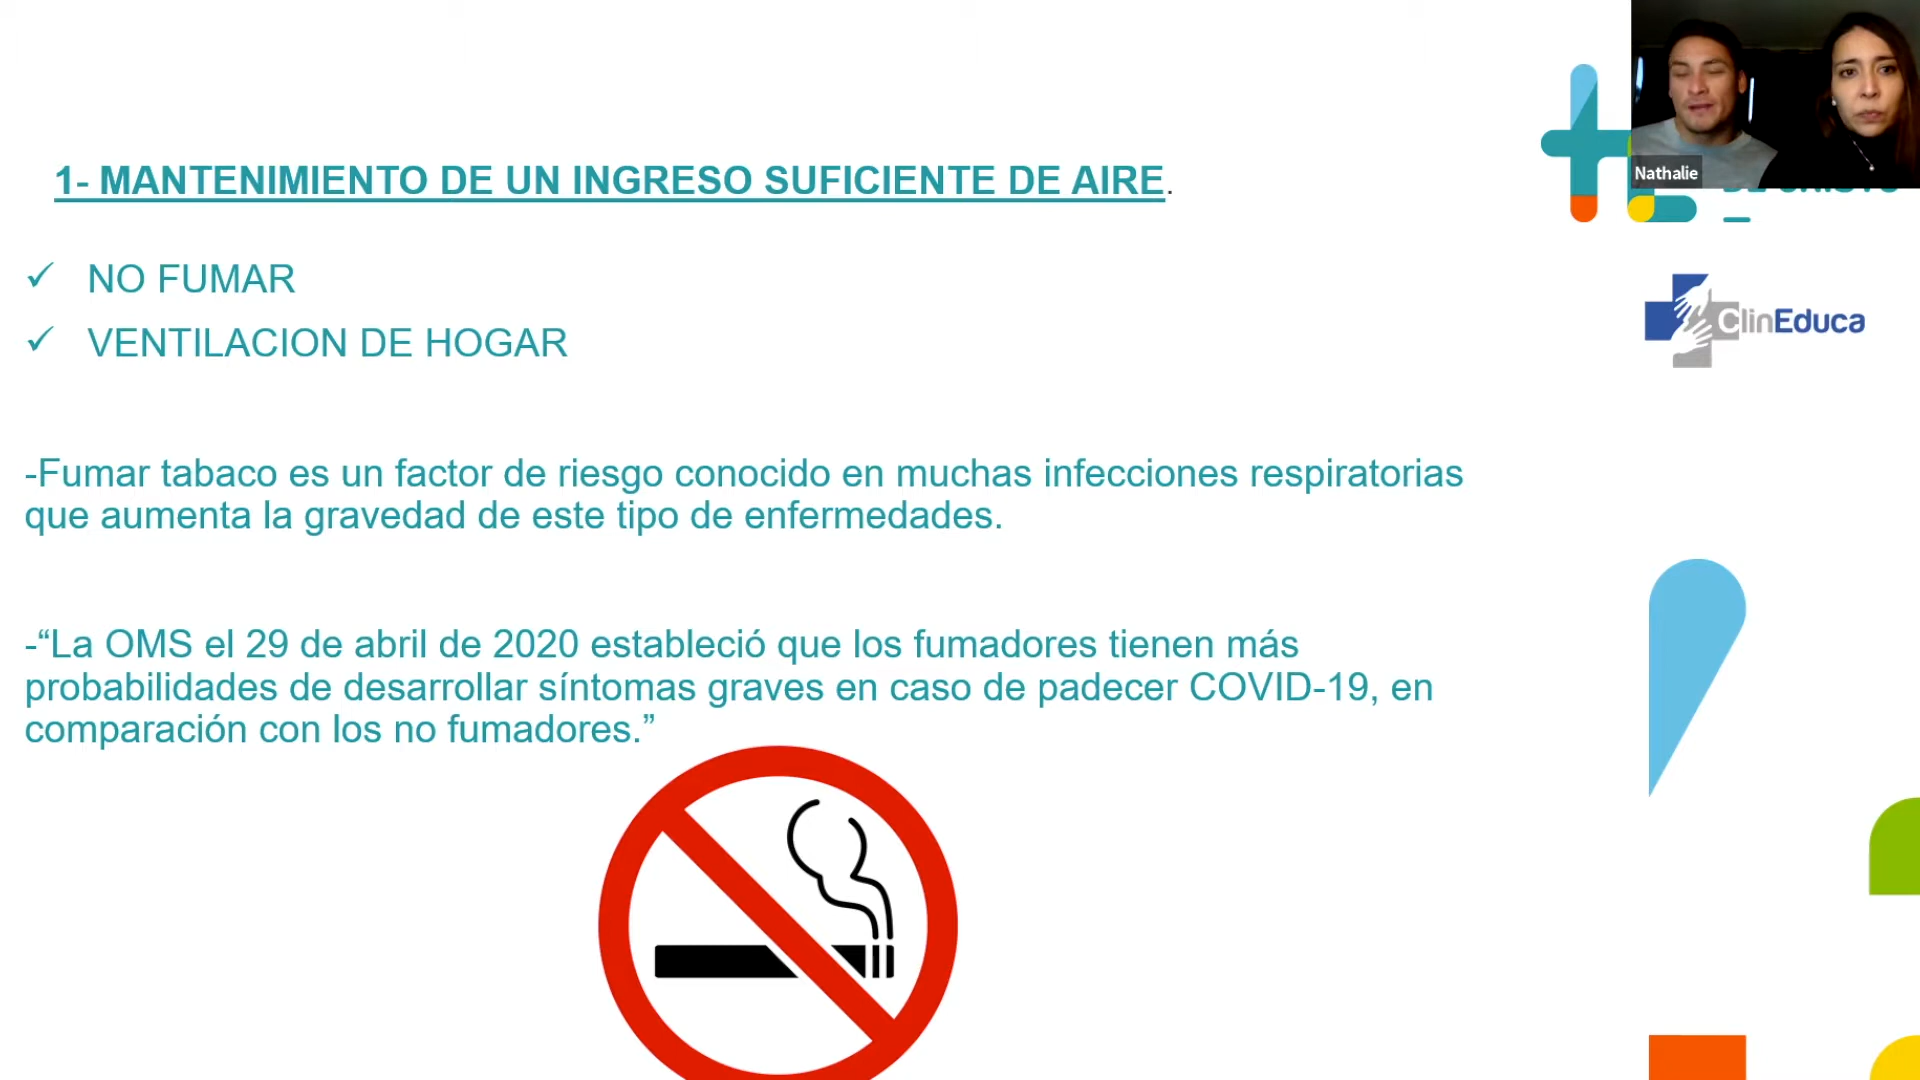 1- MANTENIMIENTO DE UN INGRESO SUFICIENTE DE AIRE.
✓ NO FUMAR
✓ VENTILACION DE HOGAR
-Fumar tabaco es un factor de riesgo conocido en muchas infecciones respiratorias
que aumenta la gravedad de este tipo de enfermedades.
-“La OMS el 29 de abril de 2020 estableció que los fumadores tienen más
probabilidades de desarrollar síntomas graves en caso de padecer COVID-19, en
comparación con los no fumadores.”
Nathalie
ClinEduca